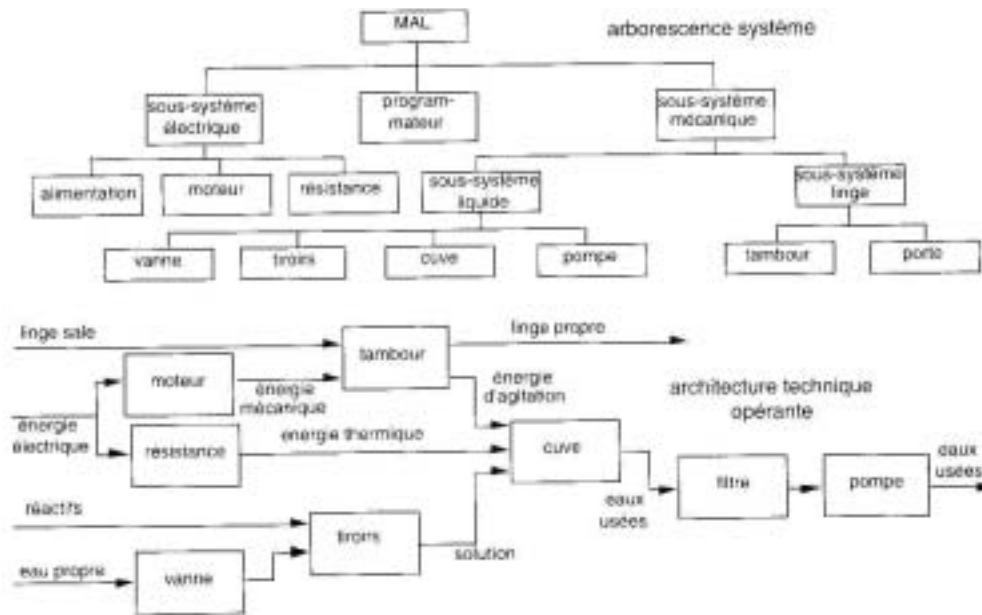 MAL
arborescence système
sous-système
électrique
program-
mateur
sous-système
mécanique
alimentation
moteur
résistance
sous-système
liquide
sous-système
linge
vanne
tiroirs
cuve
pompe
tambour
porte
linge sale
tambour
linge propre
moteur
énergie
mécanique
énergie
d'agitation
architecture technique
opérante
énergie
électrique
résistance
energie thermique
cuve
filtre
pompe
eaux
usées
eaux
usées
réactifs
tiroirs
solution
eau propre
vanne